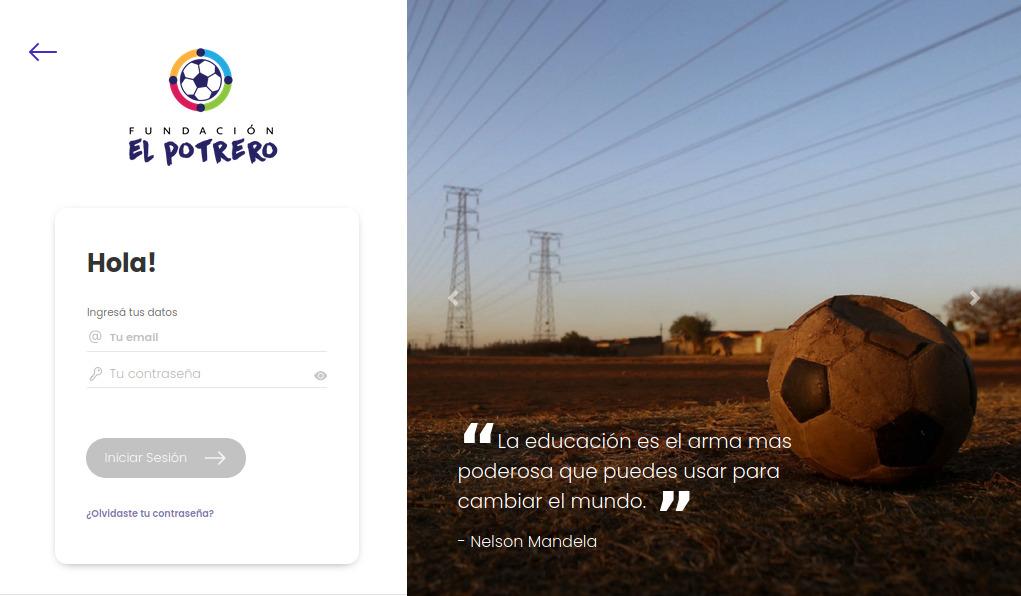 FUNDACIÓN
EL POTRERO
Hola!
Ingresá tus datos
@ Tu email
Tu contraseña
Iniciar Sesión
¿Olvidaste tu contraseña?
“ La educación es el arma mas
poderosa que puedes usar para
cambiar el mundo. ”
- Nelson Mandela